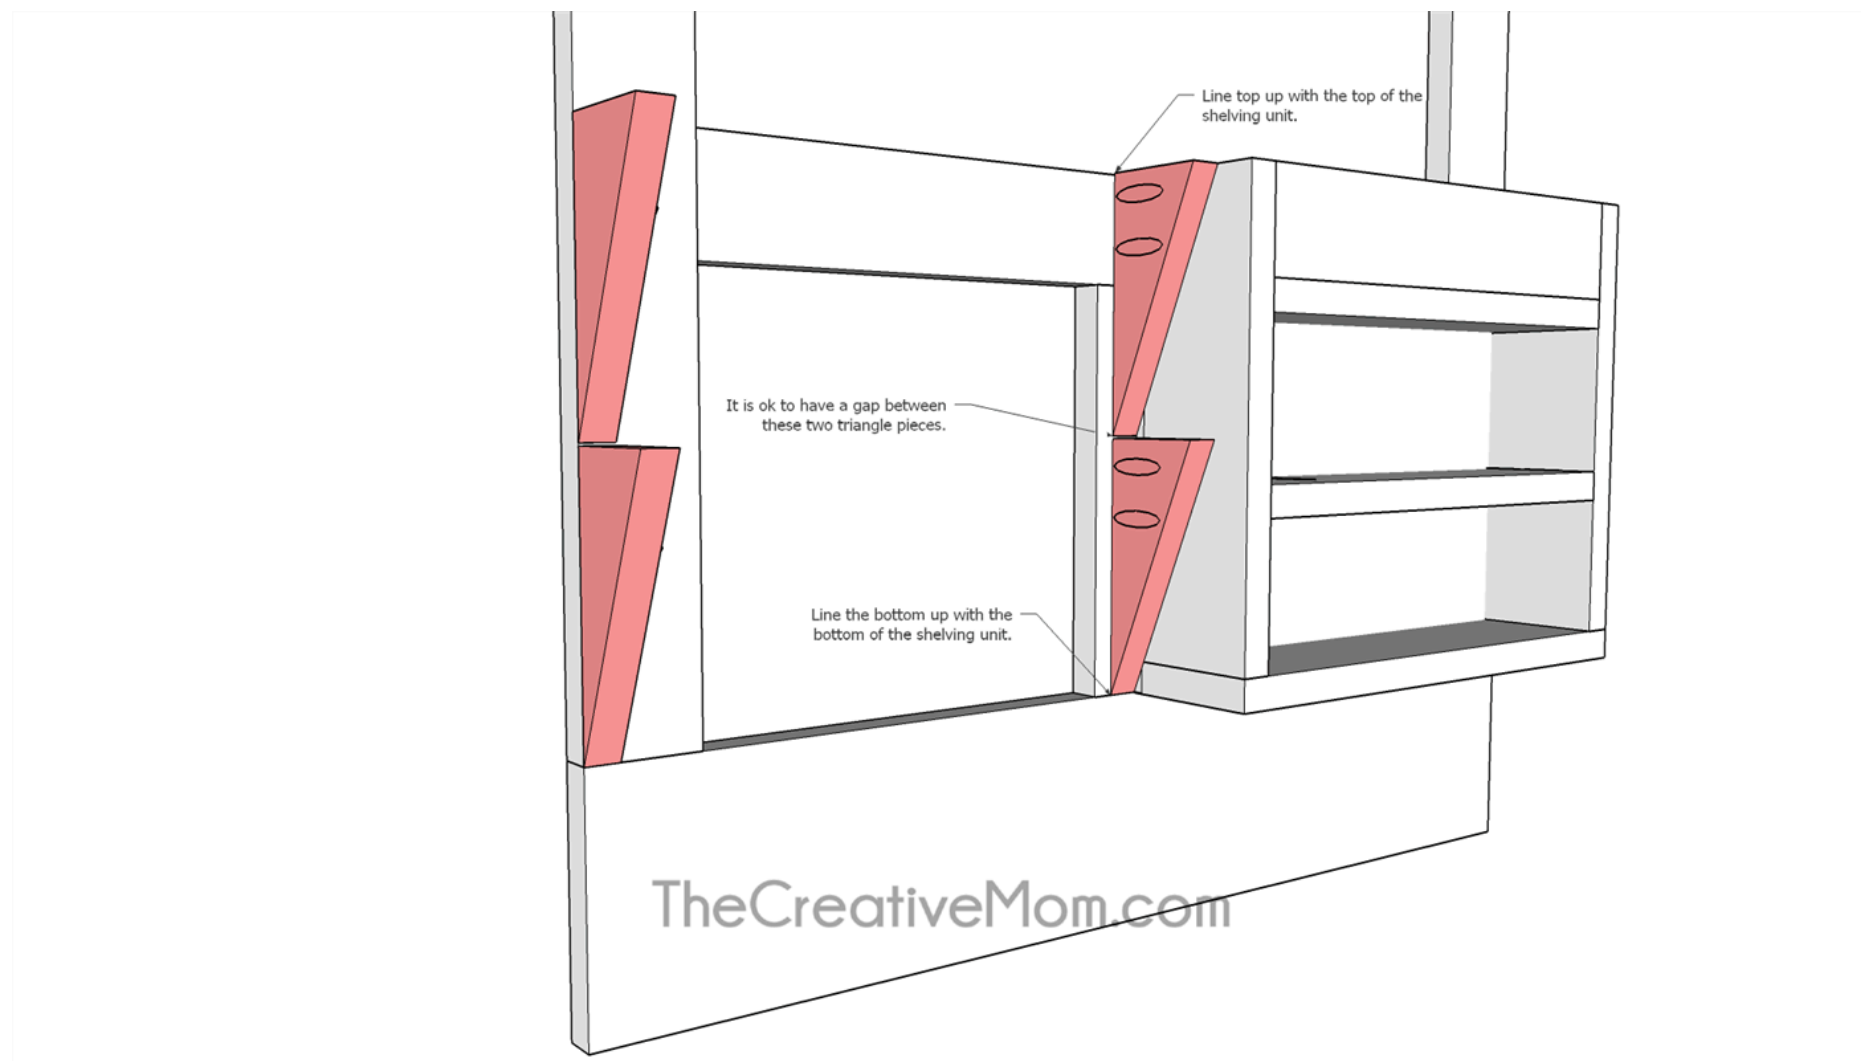 Line top up with the top of the
shelving unit.
It is ok to have a gap between
these two triangle pieces.
Line the bottom up with the
bottom of the shelving unit.
TheCreativeMom.com